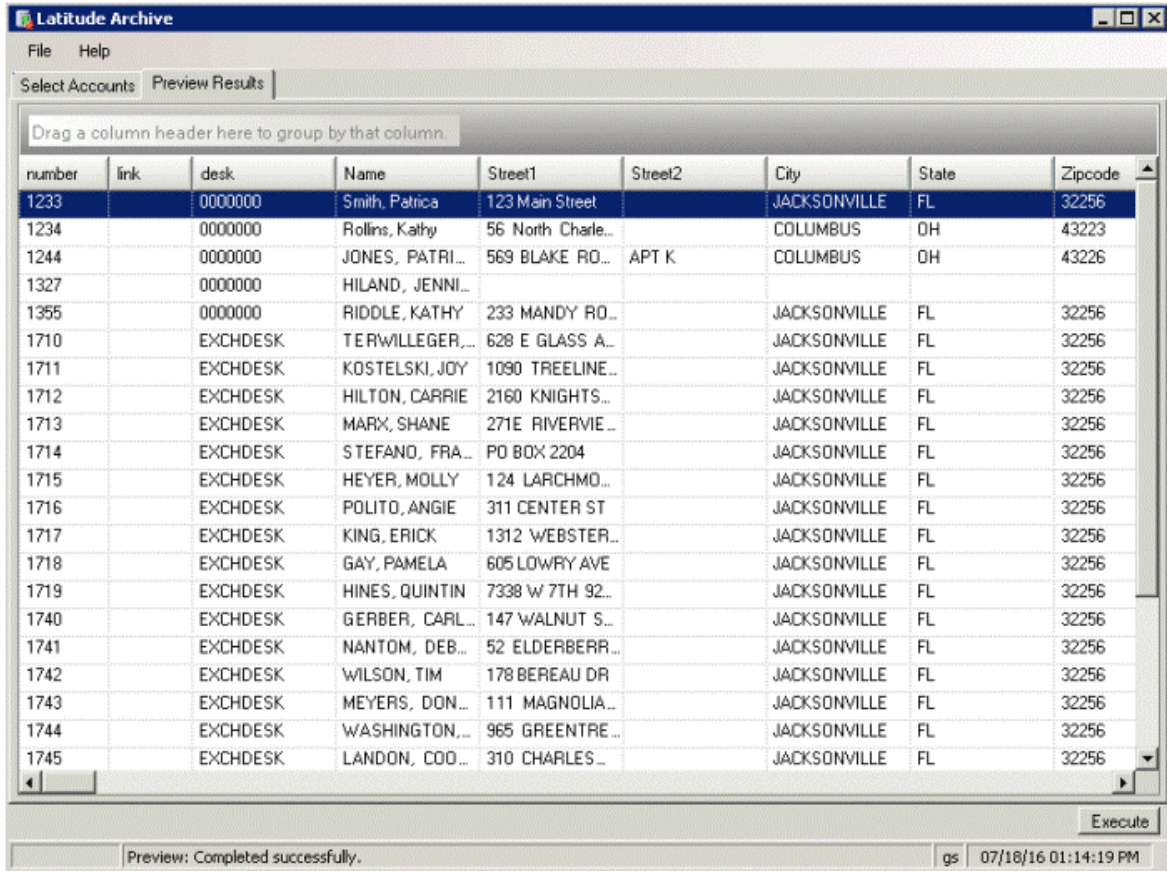 Latitude Archive
File Help
Select Accounts Preview Results
Drag a column header here to group by that column.
number link desk Name Street1 Street2 City State Zipcode
1233 0000000 Smith, Patrica 123 Main Street JACKSONVILLE FL 32256
1234 0000000 Rollins, Kathy 56 North Charle... COLUMBUS OH 43223
1244 0000000 JONES, PATRI... 569 BLAKE RO... APT K COLUMBUS OH 43226
1327 0000000 HILAND, JENNI...
1355 0000000 RIDDLE, KATHY 233 MANDY RO... JACKSONVILLE FL 32256
1710 EXCHDESK TERWILLEGER,... 628 E GLASS A... JACKSONVILLE FL 32256
1711 EXCHDESK KOSTELSKI, JOY 1090 TREELINE... JACKSONVILLE FL 32256
1712 EXCHDESK HILTON, CARRIE 2160 KNIGHTS... JACKSONVILLE FL 32256
1713 EXCHDESK MARX, SHANE 271E RIVERVIE... JACKSONVILLE FL 32256
1714 EXCHDESK STEFANO, FRA... PO BOX 2204 JACKSONVILLE FL 32256
1715 EXCHDESK HEYER, MOLLY 124 LARCHMO... JACKSONVILLE FL 32256
1716 EXCHDESK POLITO, ANGIE 311 CENTER ST JACKSONVILLE FL 32256
1717 EXCHDESK KING, ERICK 1312 WEBSTER... JACKSONVILLE FL 32256
1718 EXCHDESK GAY, PAMELA 605 LOWRY AVE JACKSONVILLE FL 32256
1719 EXCHDESK HINES, QUINTIN 7338 W 7TH 92... JACKSONVILLE FL 32256
1740 EXCHDESK GERBER, CARL... 147 WALNUT S... JACKSONVILLE FL 32256
1741 EXCHDESK NANTOM, DEB... 52 ELDERBERR... JACKSONVILLE FL 32256
1742 EXCHDESK WILSON, TIM 178 BEREAU DR JACKSONVILLE FL 32256
1743 EXCHDESK MEYERS, DON... 111 MAGNOLIA... JACKSONVILLE FL 32256
1744 EXCHDESK WASHINGTON,... 965 GREENTRE... JACKSONVILLE FL 32256
1745 EXCHDESK LANDON, COO... 310 CHARLES... JACKSONVILLE FL 32256
Execute
Preview: Completed successfully. gs 07/18/16 01:14:19 PM